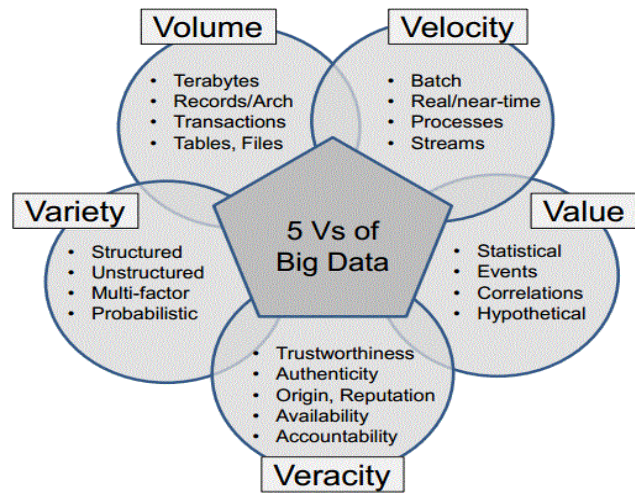 Volume
• Terabytes
• Records/Arch
• Transactions
• Tables, Files
Velocity
• Batch
• Real/near-time
• Processes
• Streams
Variety
• Structured
• Unstructured
• Multi-factor
• Probabilistic
5 Vs of
Big Data
Value
• Statistical
• Events
• Correlations
• Hypothetical
• Trustworthiness
• Authenticity
• Origin, Reputation
• Availability
• Accountability
Veracity